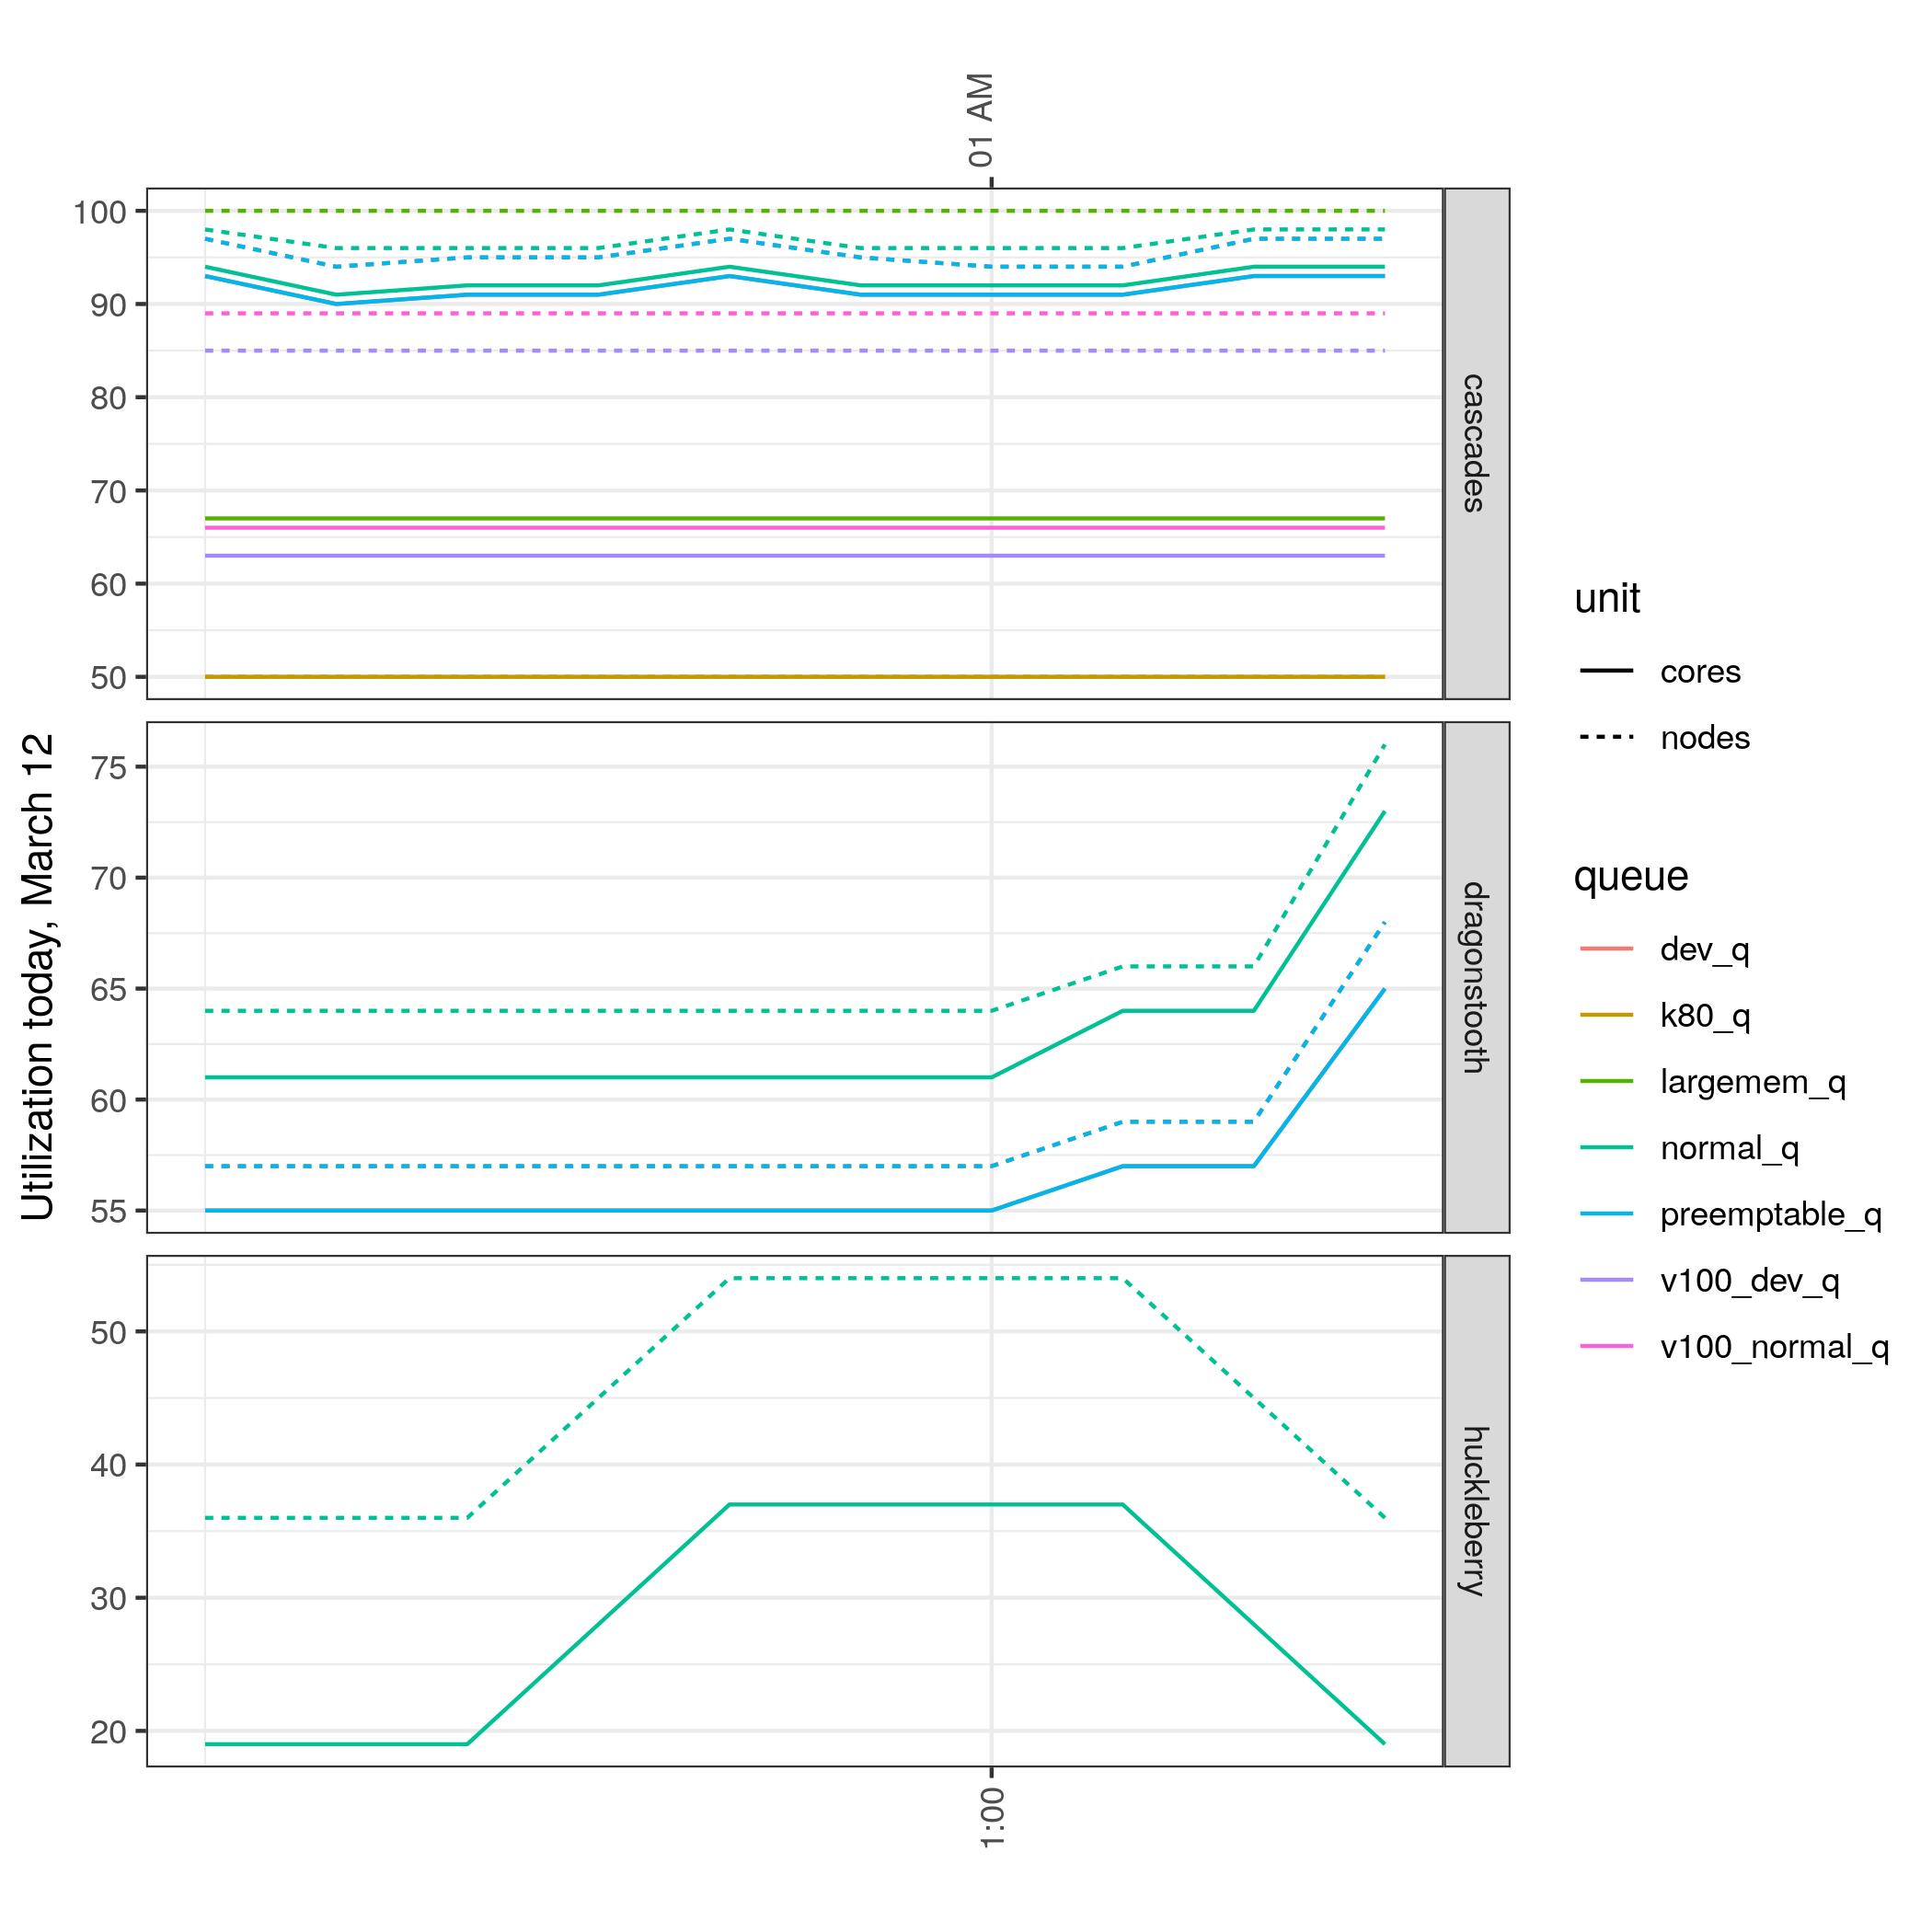 01 AM
Utilization today, March 12
100
90
80
70
60
50
cascades
75
70
65
60
55
dragonstooth
50
40
30
20
huckleberry
1:00
unit
cores
nodes
queue
dev_q
k80_q
largemem_q
normal_q
preemptable_q
v100_dev_q
v100_normal_q